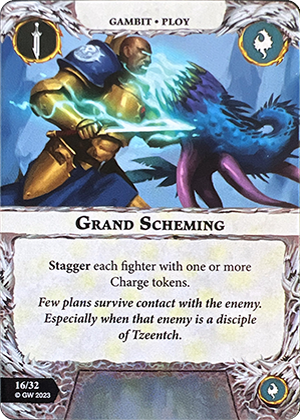 GAMBIT • PLOY
GRAND SCHEMING
Stagger each fighter with one or more
Charge tokens.
Few plans survive contact with the enemy.
Especially when that enemy is a disciple
of Tzeentch.
16/32
© GW 2023